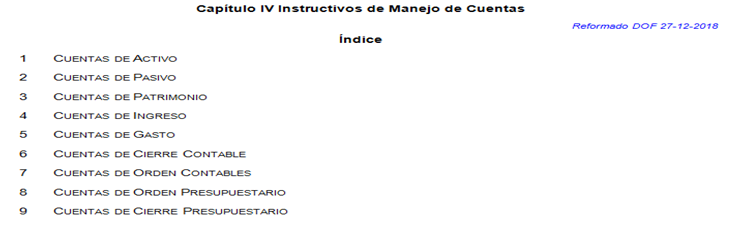 Capítulo IV Instructivos de Manejo de Cuentas
Reformado DOF 27-12-2018
Índice
1 CUENTAS DE ACTIVO
2 CUENTAS DE PASIVO
3 CUENTAS DE PATRIMONIO
4 CUENTAS DE INGRESO
5 CUENTAS DE GASTO
6 CUENTAS DE CIERRE CONTABLE
7 CUENTAS DE ORDEN CONTABLES
8 CUENTAS DE ORDEN PRESUPUESTARIO
9 CUENTAS DE CIERRE PRESUPUESTARIO